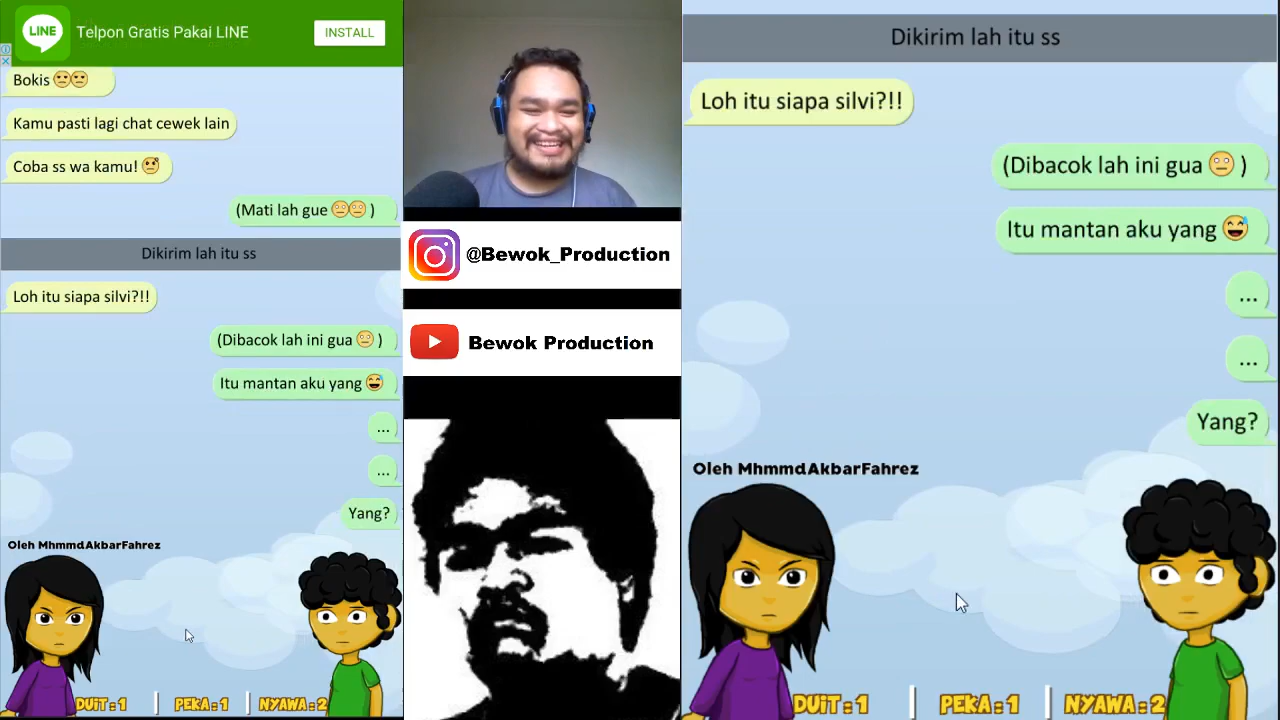 LINE
Telpon Gratis Pakai LINE
INSTALL
Bokis
Kamu pasti lagi chat cewek lain
Coba ss wa kamu!
(Mati lah gue )
Dikirim lah itu ss
Loh itu siapa silvi?!!
(Dibacok lah ini gua )
Itu mantan aku yang
...
...
Yang?
Oleh MhmmdAkbarFahrez
DUIT:1
PEKA:1
NYAWA:2
@Bewok_Production
Bewok Production
Dikirim lah itu ss
Loh itu siapa silvi?!!
(Dibacok lah ini gua )
Itu mantan aku yang
...
...
Yang?
Oleh MhmmdAkbarFahrez
DUIT:1
PEKA:1
NYAWA:2